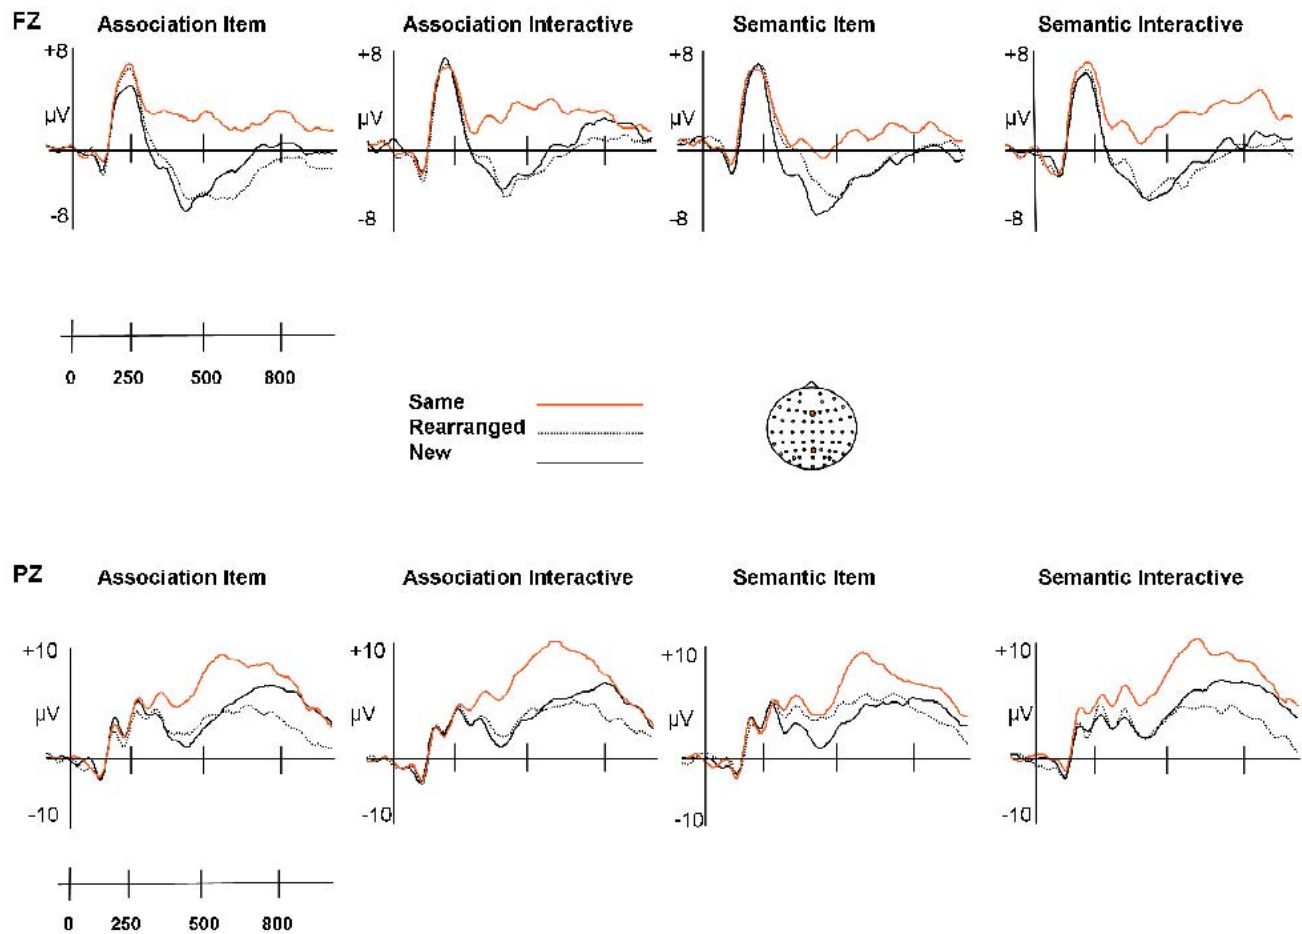 FZ Association Item Association Interactive Semantic Item Semantic Interactive
+8 +8 +8 +8
µV µV µV µV
-8 -8 -8 -8
0 250 500 800
Same
Rearranged
New
PZ Association Item Association Interactive Semantic Item Semantic Interactive
+10 +10 +10 +10
µV µV µV µV
-10 -10 -10 -10
0 250 500 800